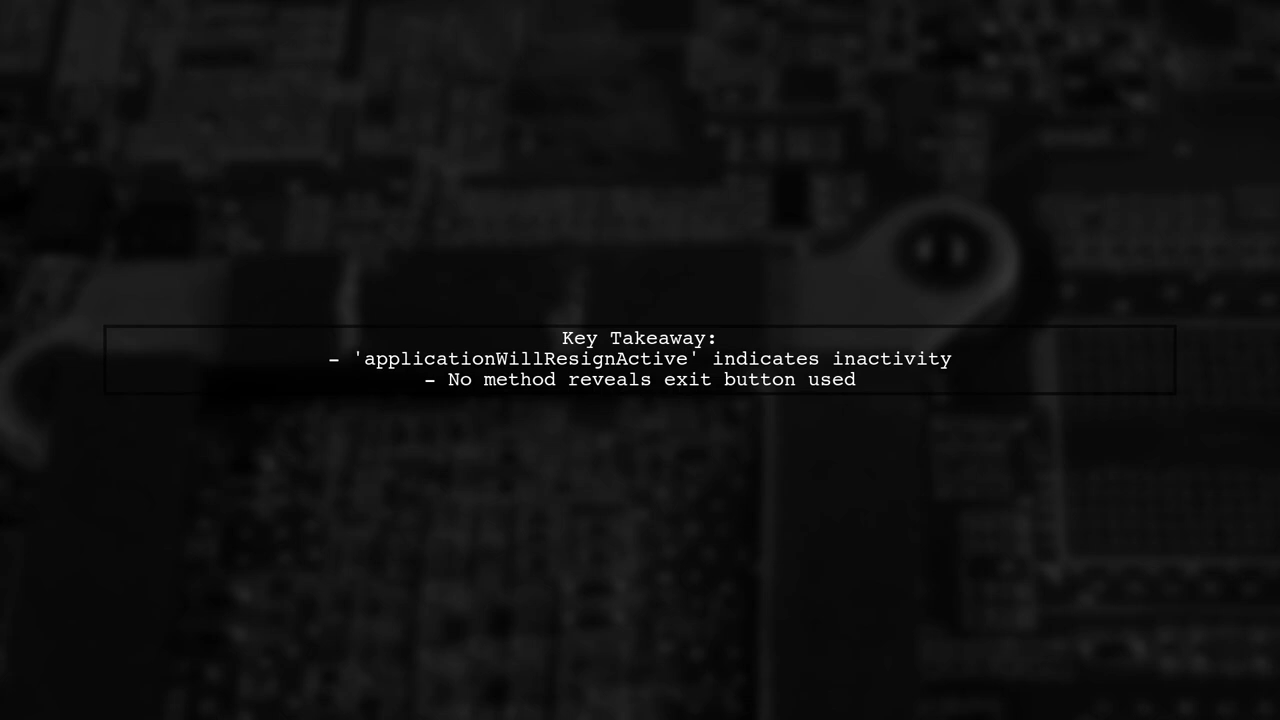 Key Takeaway:
- 'applicationWillResignActive' indicates inactivity
- No method reveals exit button used